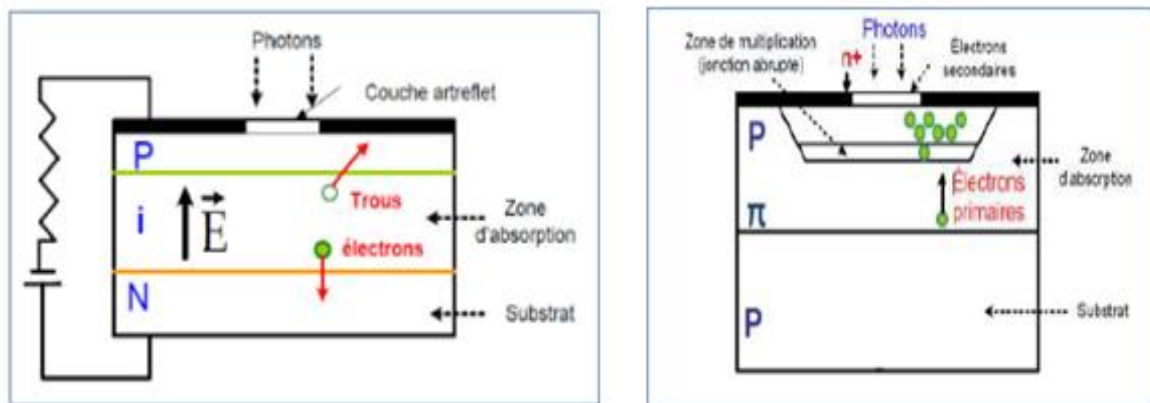 Photons
Couche artreflet
P
Trous
i
E
Zone
d'absorption
électrons
N
Substrat
Photons
Zone de multiplication
(jonction abrupte)
n+
Électrons
secondaires
P
Zone
d'absorption
Électrons
primaires
π
P
Substrat